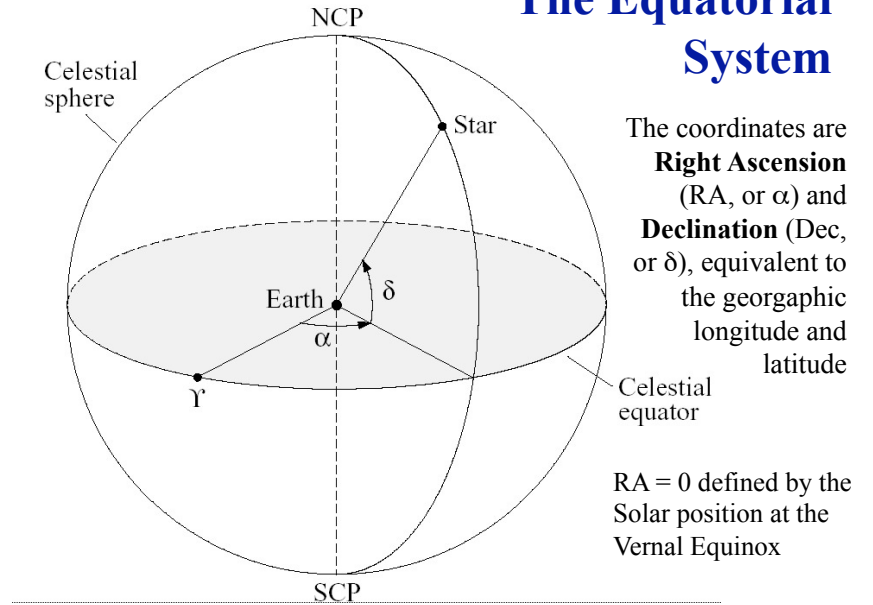 The Equatorial
System
NCP
Celestial
sphere
Star
Earth
δ
α
ϒ
Celestial
equator
SCP
The coordinates are
Right Ascension
(RA, or α) and
Declination (Dec,
or δ), equivalent to
the georgaphic
longitude and
latitude
RA = 0 defined by the
Solar position at the
Vernal Equinox